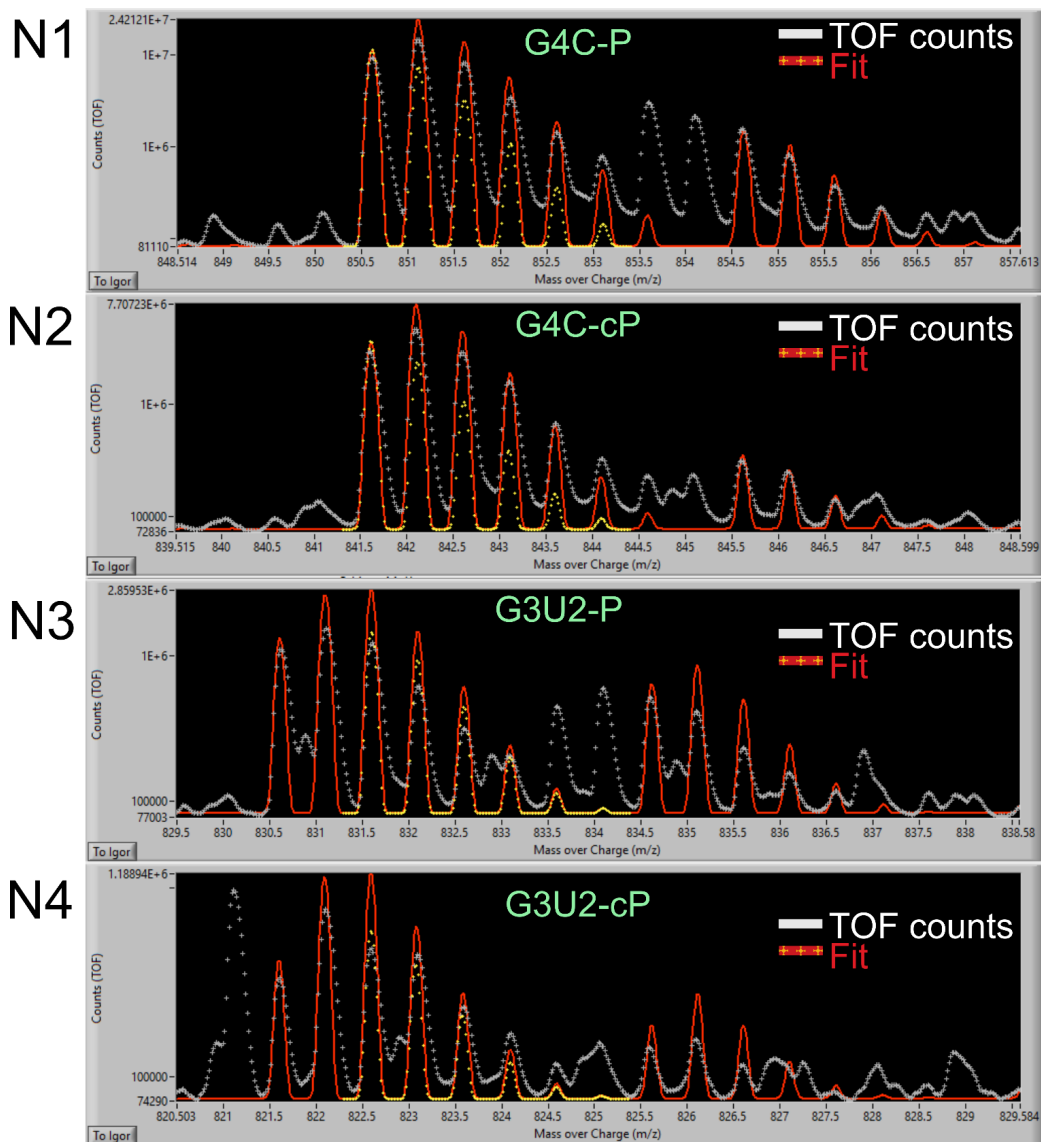 N1
G4C-P
TOF counts
Fit
2.42121E+7
1E+7
1E+6
81110
Counts (TOF)
848.514 849 849.5 850 850.5 851 851.5 852 852.5 853 853.5 854 854.5 855 855.5 856 856.5 857 857.613
Mass over Charge (m/z)
To Igor
N2
G4C-cP
TOF counts
Fit
7.70723E+6
1E+6
100000
72836
Counts (TOF)
839.515 840 840.5 841 841.5 842 842.5 843 843.5 844 844.5 845 845.5 846 846.5 847 847.5 848 848.599
Mass over Charge (m/z)
To Igor
N3
G3U2-P
TOF counts
Fit
2.85953E+6
1E+6
100000
77003
Counts (TOF)
829.5 830 830.5 831 831.5 832 832.5 833 833.5 834 834.5 835 835.5 836 836.5 837 837.5 838 838.58
Mass over Charge (m/z)
To Igor
N4
G3U2-cP
TOF counts
Fit
1.18894E+6
100000
74290
Counts (TOF)
820.503 821 821.5 822 822.5 823 823.5 824 824.5 825 825.5 826 826.5 827 827.5 828 828.5 829 829.584
Mass over Charge (m/z)
To Igor